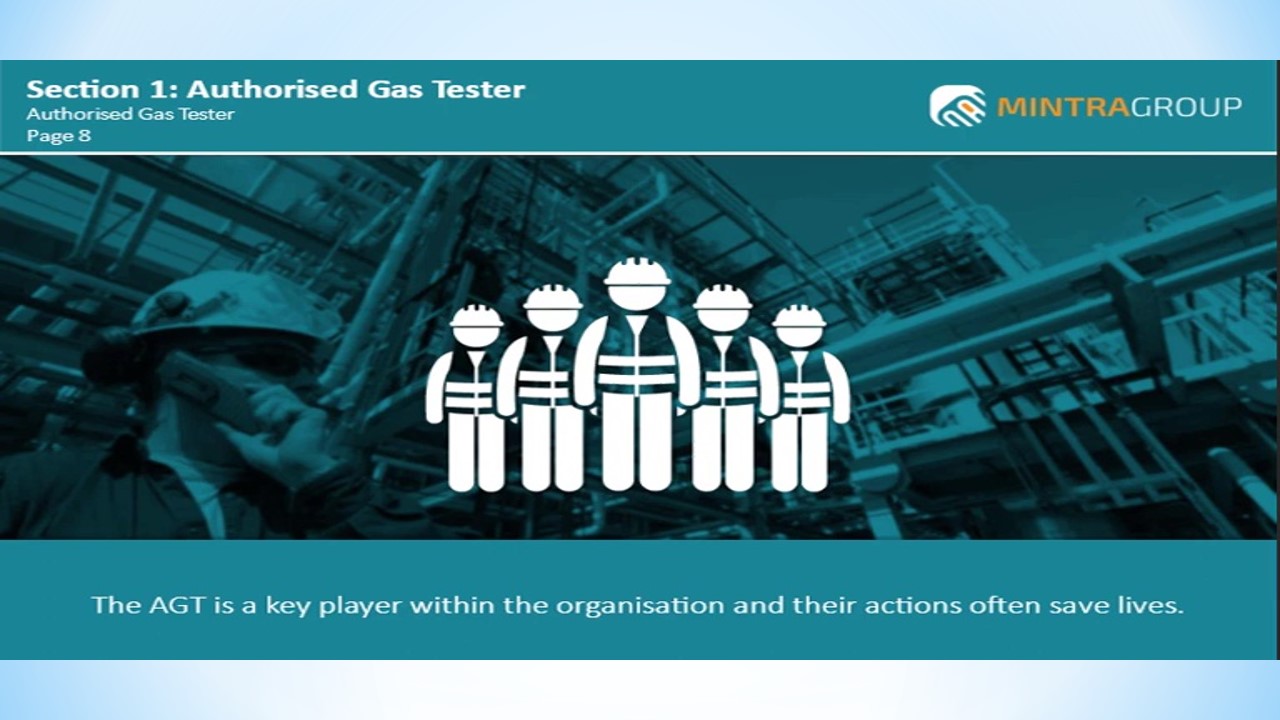 Section 1: Authorised Gas Tester
Authorised Gas Tester
Page 8
MINTRAGROUP
The AGT is a key player within the organisation and their actions often save lives.